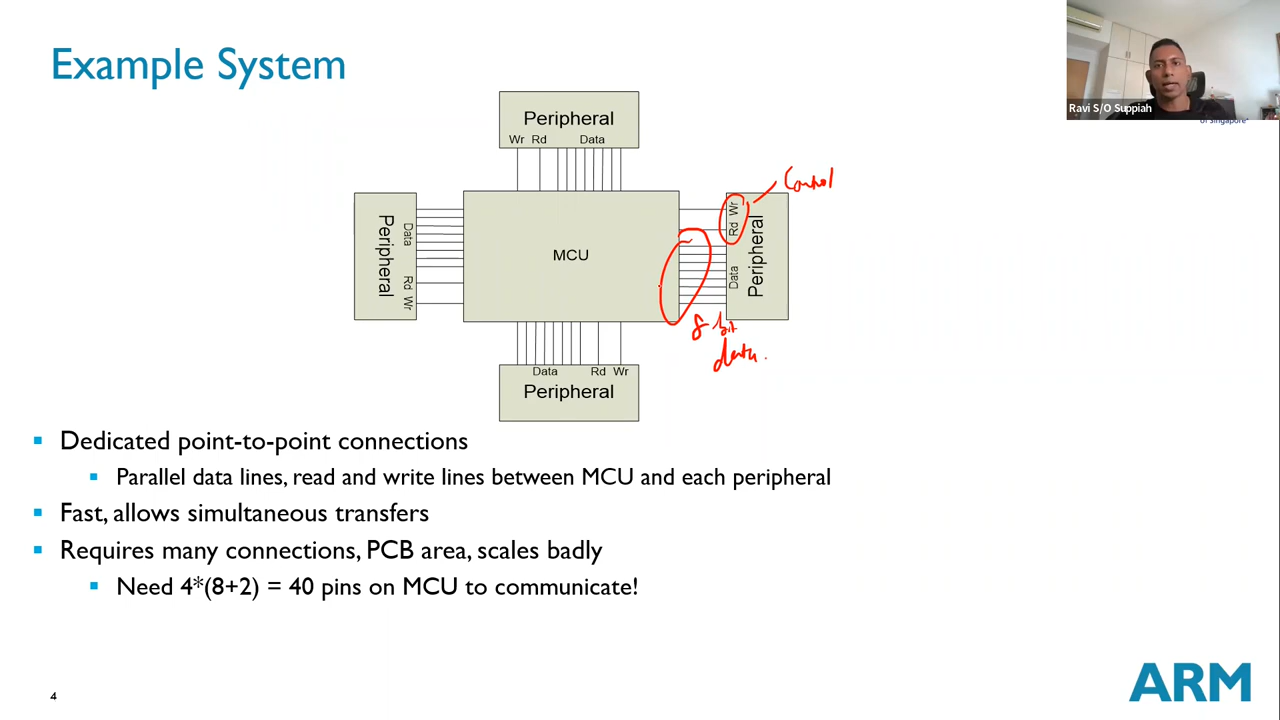 Example System
Ravi S/O Suppiah
of Singapore
Peripheral
Wr Rd Data
Control
Peripheral
Data
Rd Wr
MCU
Rd Wr
Data
Peripheral
8 bit
data.
Data Rd Wr
Peripheral
Dedicated point-to-point connections
Parallel data lines, read and write lines between MCU and each peripheral
Fast, allows simultaneous transfers
Requires many connections, PCB area, scales badly
Need 4*(8+2) = 40 pins on MCU to communicate!
4
ARM